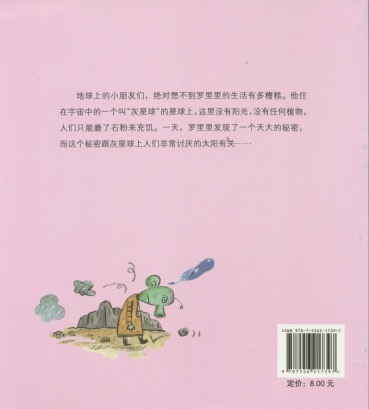 地球上的小朋友们，绝对想不到罗里里的生活有多糟糕。他住
在宇宙中的一个叫“灰星球”的星球上，这里没有阳光，没有任何植物，
人们只能磨了石粉来充饥。一天，罗里里发现了一个天大的秘密，
而这个秘密跟灰星球上人们非常讨厌的太阳有关……
定价：8.00 元